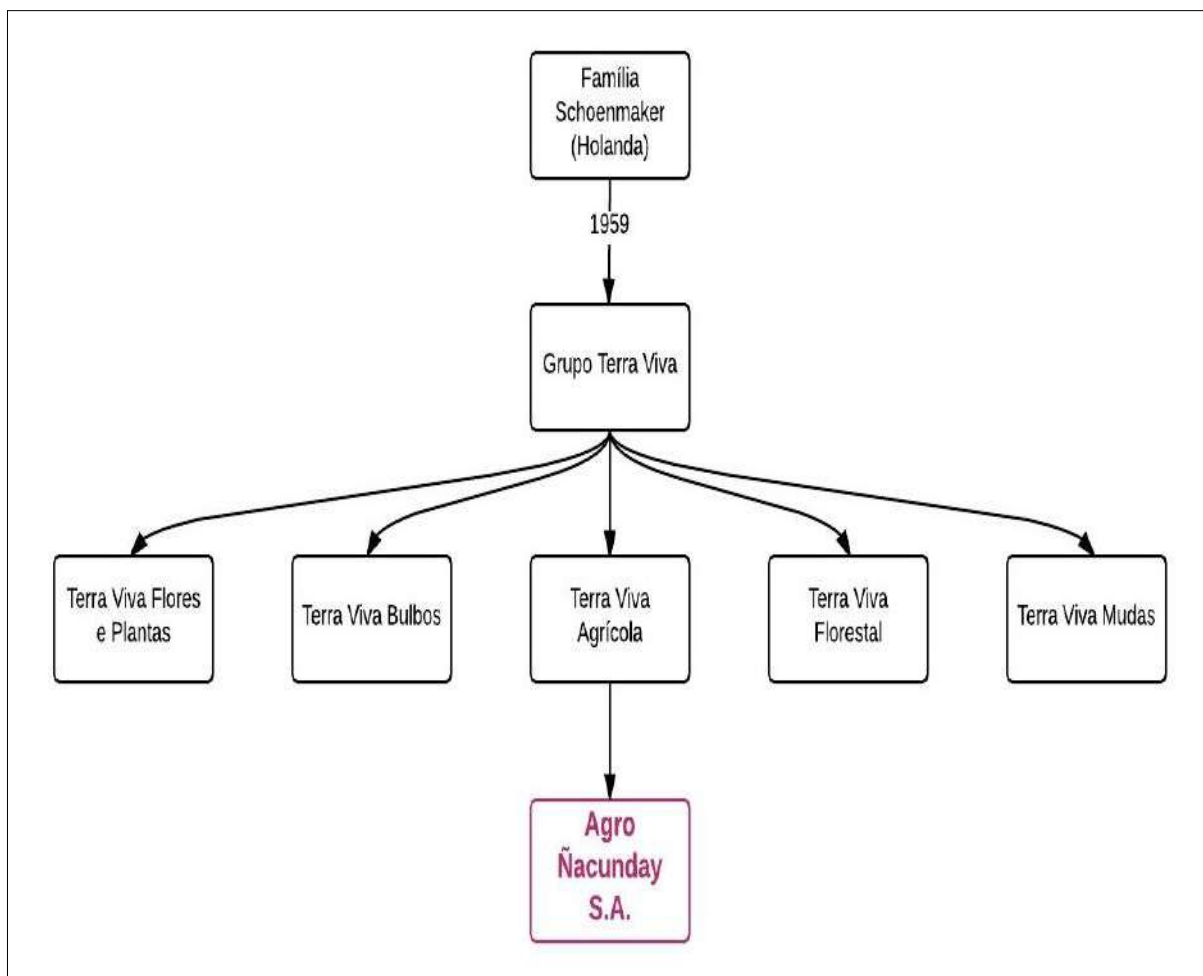 Família
Schoenmaker
(Holanda)
1959
Grupo Terra Viva
Terra Viva Flores
e Plantas
Terra Viva Bulbos
Terra Viva
Agrícola
Terra Viva
Florestal
Terra Viva Mudas
Agro
Ñacunday
S.A.